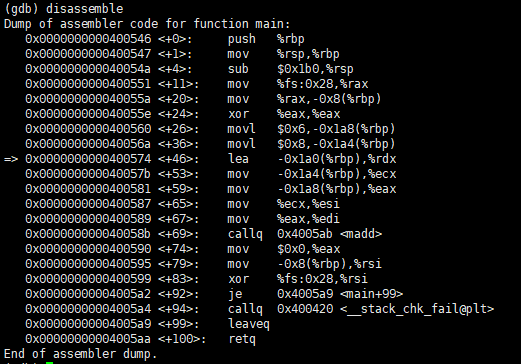 (gdb) disassemble
Dump of assembler code for function main:
   0x0000000000400546 <+0>:     push   %rbp
   0x0000000000400547 <+1>:     mov    %rsp,%rbp
   0x000000000040054a <+4>:     sub    $0x1b0,%rsp
   0x0000000000400551 <+11>:    mov    %fs:0x28,%rax
   0x000000000040055a <+20>:    mov    %rax,-0x8(%rbp)
   0x000000000040055e <+24>:    xor    %eax,%eax
   0x0000000000400560 <+26>:    movl   $0x6,-0x1a8(%rbp)
   0x000000000040056a <+36>:    movl   $0x8,-0x1a4(%rbp)
=> 0x0000000000400574 <+46>:    lea    -0x1a0(%rbp),%rdx
   0x000000000040057b <+53>:    mov    -0x1a4(%rbp),%ecx
   0x0000000000400581 <+59>:    mov    -0x1a8(%rbp),%eax
   0x0000000000400587 <+65>:    mov    %ecx,%esi
   0x0000000000400589 <+67>:    mov    %eax,%edi
   0x000000000040058b <+69>:    callq  0x4005ab <madd>
   0x0000000000400590 <+74>:    mov    $0x0,%eax
   0x0000000000400595 <+79>:    mov    -0x8(%rbp),%rsi
   0x0000000000400599 <+83>:    xor    %fs:0x28,%rsi
   0x00000000004005a2 <+92>:    je     0x4005a9 <main+99>
   0x00000000004005a4 <+94>:    callq  0x400420 <__stack_chk_fail@plt>
   0x00000000004005a9 <+99>:    leaveq
   0x00000000004005aa <+100>:   retq
End of assembler dump.